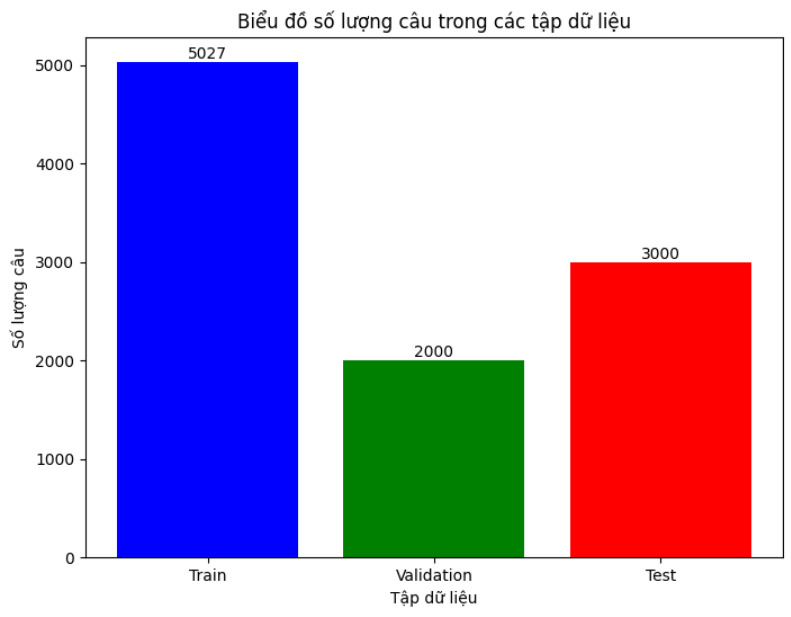 Biểu đồ số lượng câu trong các tập dữ liệu
5027
5000
4000
3000
3000
2000
2000
1000
0
Số lượng câu
Train
Validation
Test
Tập dữ liệu